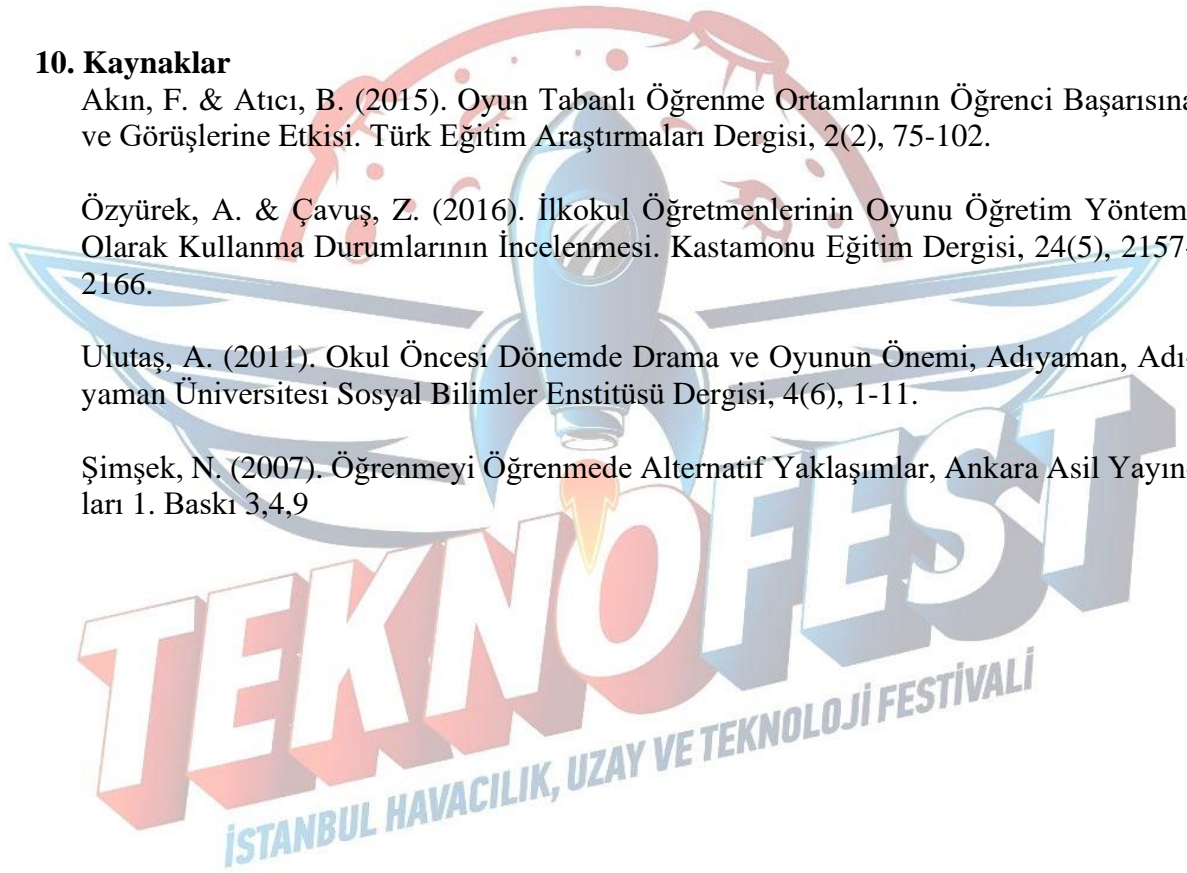 10. Kaynaklar
Akın, F. & Atıcı, B. (2015). Oyun Tabanlı Öğrenme Ortamlarının Öğrenci Başarısına
ve Görüşlerine Etkisi. Türk Eğitim Araştırmaları Dergisi, 2(2), 75-102.
Özyürek, A. & Çavuş, Z. (2016). İlkokul Öğretmenlerinin Oyunu Öğretim Yöntem
Olarak Kullanma Durumlarının İncelenmesi. Kastamonu Eğitim Dergisi, 24(5), 2157-
2166.
Ulutaş, A. (2011). Okul Öncesi Dönemde Drama ve Oyunun Önemi, Adıyaman, Adı-
yaman Üniversitesi Sosyal Bilimler Enstitüsü Dergisi, 4(6), 1-11.
Şimşek, N. (2007). Öğrenmeyi Öğrenmede Alternatif Yaklaşımlar, Ankara Asil Yayın-
ları 1. Baskı 3,4,9
TEKNOFEST
İSTANBUL HAVACILIK, UZAY VE TEKNOLOJİ FESTİVALİ